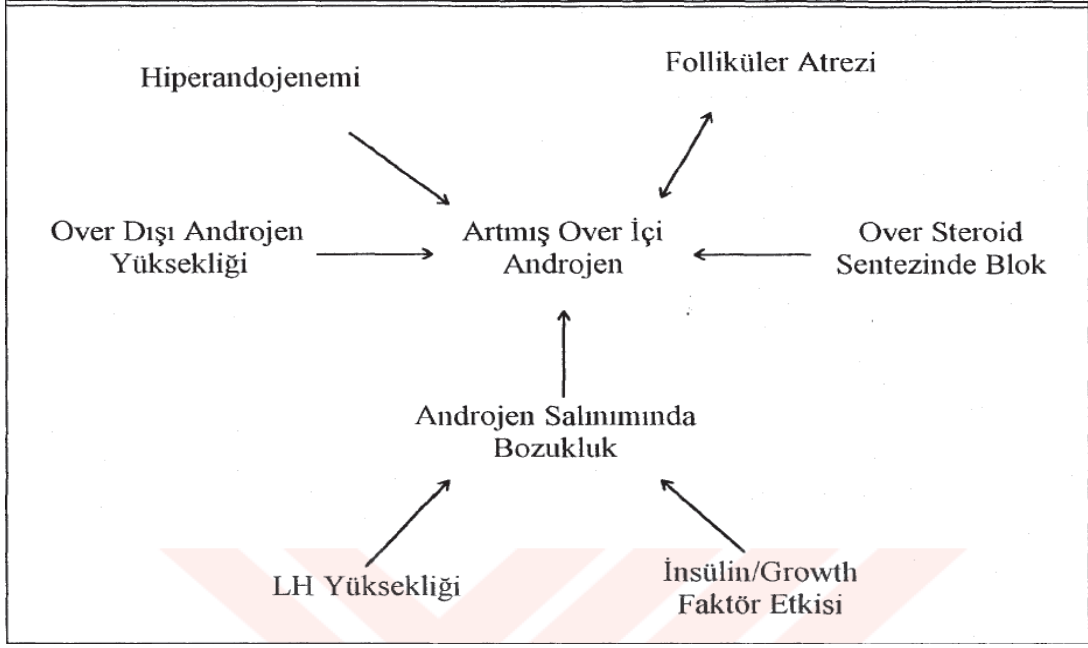 Hiperandojenemi
Folliküler Atrezi
Over Dışı Androjen
Yüksekliği
Artmış Over İçi
Androjen
Over Steroid
Sentezinde Blok
Androjen Salınımında
Bozukluk
LH Yüksekliği
İnsülin/Growth
Faktör Etkisi